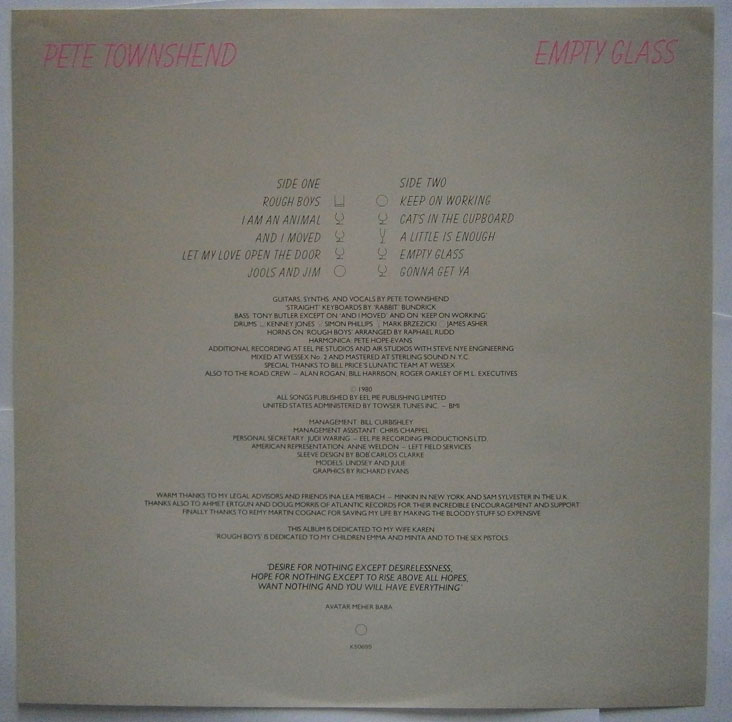 PETE TOWNSHEND EMPTY GLASS
SIDE ONE
ROUGH BOYS
I AM AN ANIMAL
AND I MOVED
LET MY LOVE OPEN THE DOOR
JOOLS AND JIM
SIDE TWO
KEEP ON WORKING
CATS IN THE CUPBOARD
A LITTLE IS ENOUGH
EMPTY GLASS
GONNA GET YA
GUITARS, SYNTHS, AND VOCALS BY PETE TOWNSHEND
'STRAIGHT' KEYBOARDS BY 'RABBIT' BUNDRICK
BASS: TONY BUTLER EXCEPT ON 'AND I MOVED' AND ON 'KEEP ON WORKING'
DRUMS ... KENNEY JONES SIMON PHILLIPS MARK BRZEZICKI JAMES ASHER
HORNS ON 'ROUGH BOYS' ARRANGED BY RAPHAEL RUDD
HARMONICA: PETE HOPE-EVANS
ADDITIONAL RECORDING AT EEL PIE STUDIOS AND AIR STUDIOS WITH STEVE NYE ENGINEERING
MIXED AT WESSEX No. 2 AND MASTERED AT STERLING SOUND N.Y.C
SPECIAL THANKS TO BILL PRICE'S LUNATIC TEAM AT WESSEX
ALSO TO THE ROAD CREW – ALAN ROGAN, BILL HARRISON, ROGER OAKLEY OF M.L. EXECUTIVES
© 1980
ALL SONGS PUBLISHED BY EEL PIE PUBLISHING LIMITED
UNITED STATES ADMINISTERED BY TOWSER TUNES INC. – BMI
MANAGEMENT: BILL CURBISHLEY
MANAGEMENT ASSISTANT: CHRIS CHAPPEL
PERSONAL SECRETARY: JUDI WARING – EEL PIE RECORDING PRODUCTIONS LTD.
AMERICAN REPRESENTATION: ANNE WELDON – LEFT FIELD SERVICES
SLEEVE DESIGN BY BOB CARLOS CLARKE
MODELS: LINDSEY AND JULIE
GRAPHICS BY RICHARD EVANS
WARM THANKS TO MY LEGAL ADVISORS AND FRIENDS INA LEA MEIBACH – MINKIN IN NEW YORK AND SAM SYLVESTER IN THE U.K.
THANKS ALSO TO AHMET ERTGUN AND DOUG MORRIS OF ATLANTIC RECORDS FOR THEIR INCREDIBLE ENCOURAGEMENT AND SUPPORT
FINALLY THANKS TO REMY MARTIN COGNAC FOR SAVING MY LIFE BY MAKING THE BLOODY STUFF SO EXPENSIVE
THIS ALBUM IS DEDICATED TO MY WIFE KAREN
'ROUGH BOYS' IS DEDICATED TO MY CHILDREN EMMA AND MINTA AND TO THE SEX PISTOLS
'DESIRE FOR NOTHING EXCEPT DESIRELESSNESS,
HOPE FOR NOTHING EXCEPT TO RISE ABOVE ALL HOPES,
WANT NOTHING AND YOU WILL HAVE EVERYTHING'
AVATAR MEHER BABA
K50699